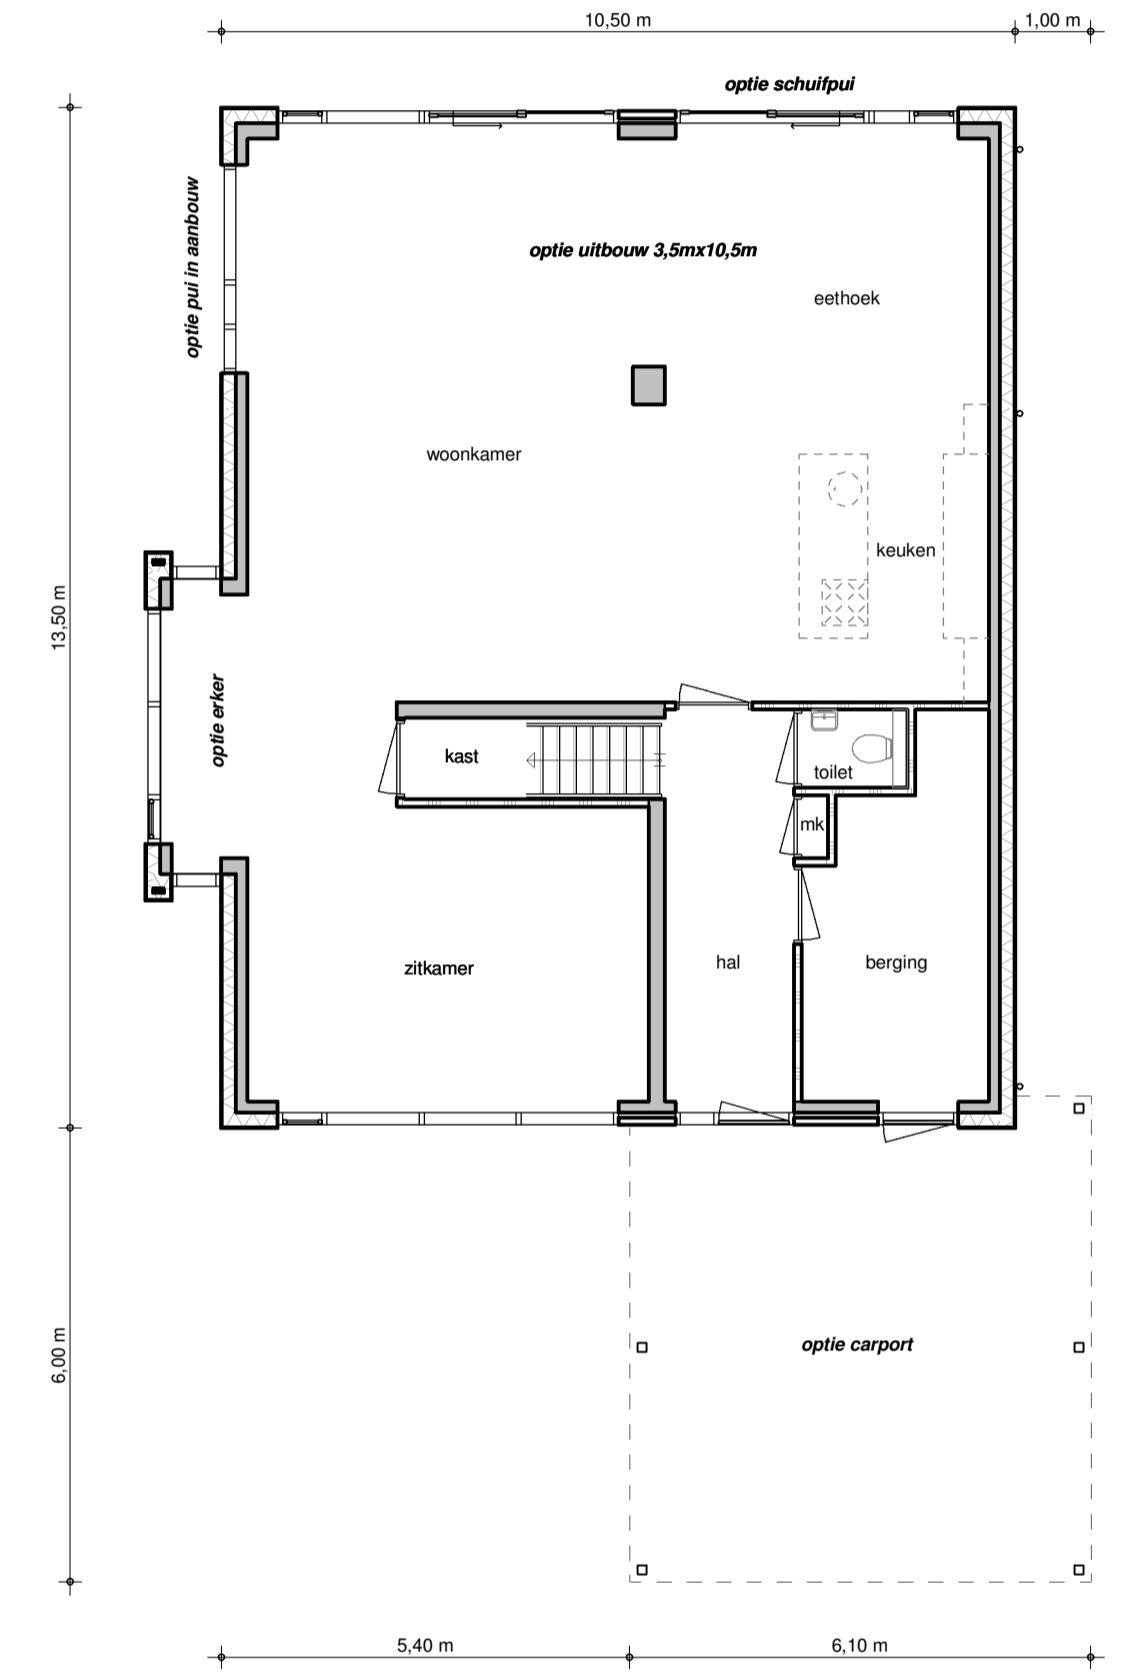 10,50 m
1,00 m
optie schuifpui
optie pui in aanbouw
optie uitbouw 3,5mx10,5m
eethoek
woonkamer
keuken
13,50 m
optie erker
kast
toilet
mk
zitkamer
hal
berging
optie carport
6,00 m
5,40 m
6,10 m